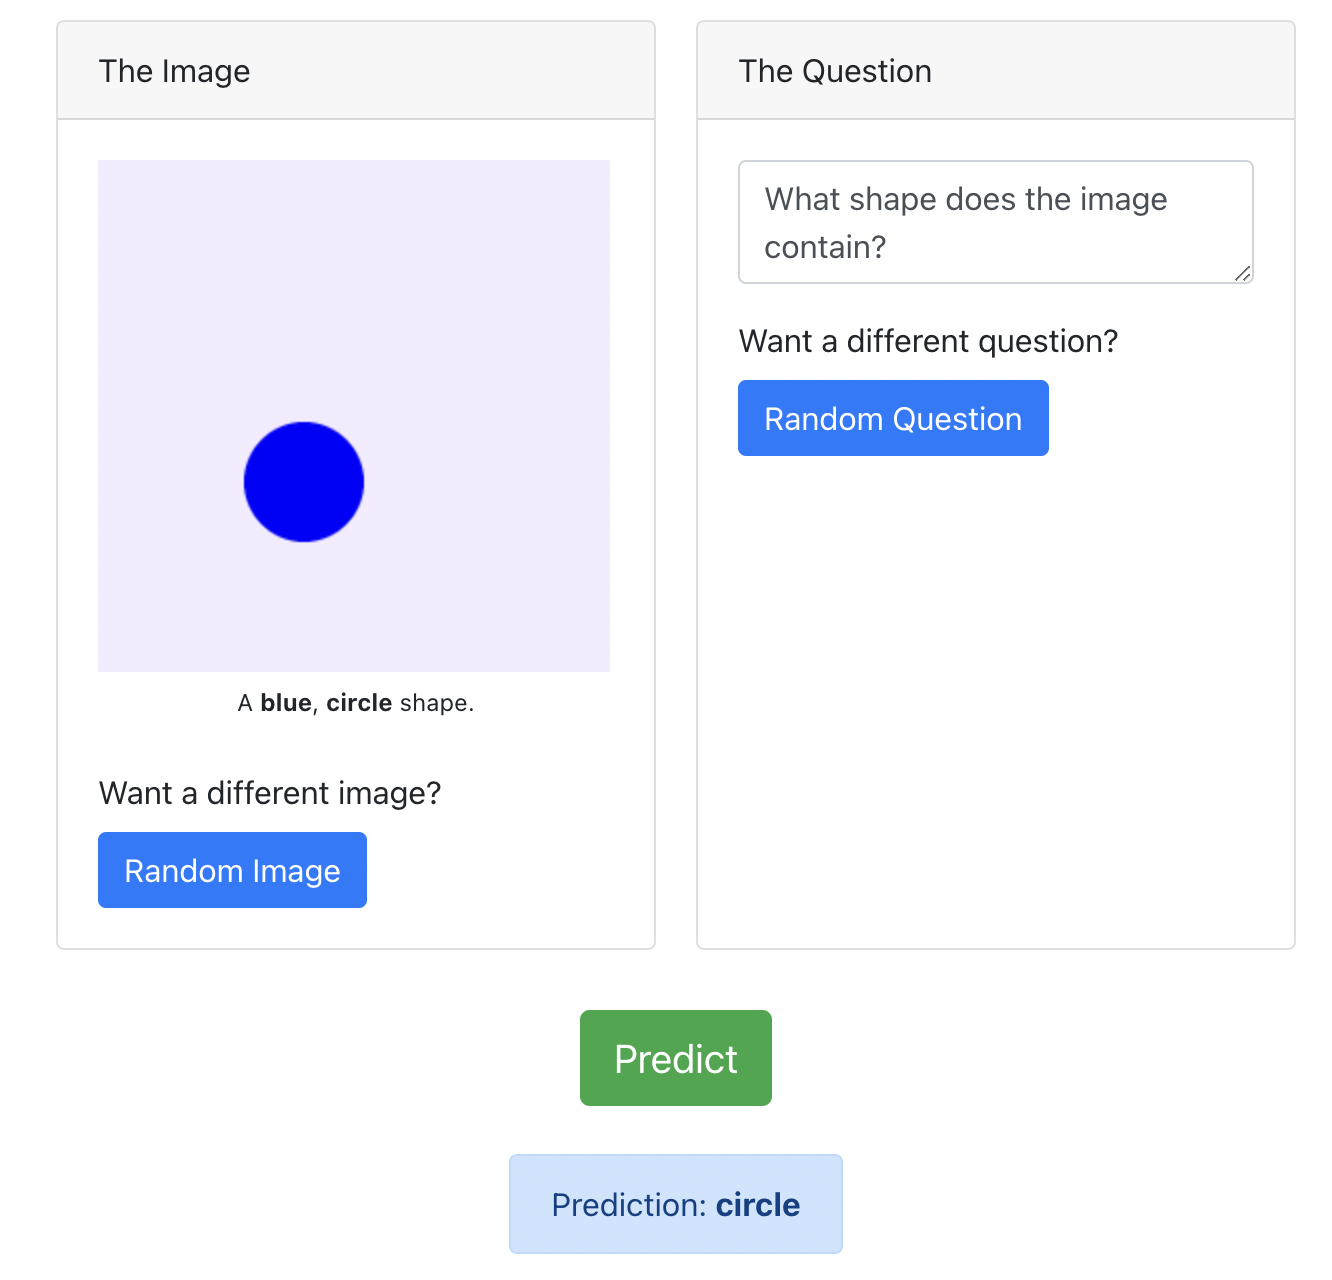 The Image
A blue, circle shape.
Want a different image?
Random Image
The Question
What shape does the image
contain?
Want a different question?
Random Question
Predict
Prediction: circle